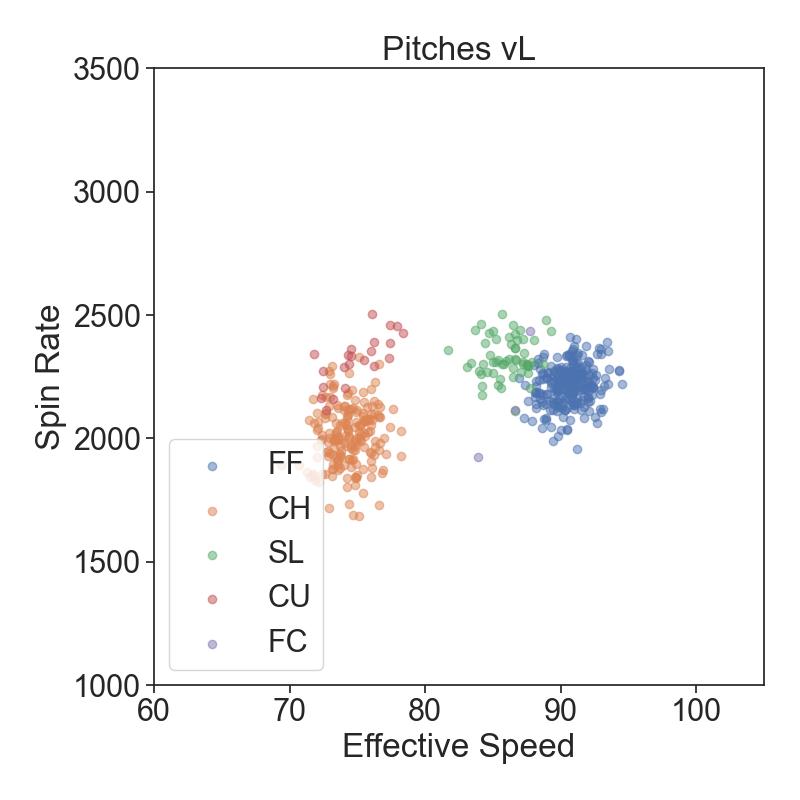 Pitches vL
3500
3000
2500
2000
1500
1000
Spin Rate
FF
CH
SL
CU
FC
60 70 80 90 100
Effective Speed